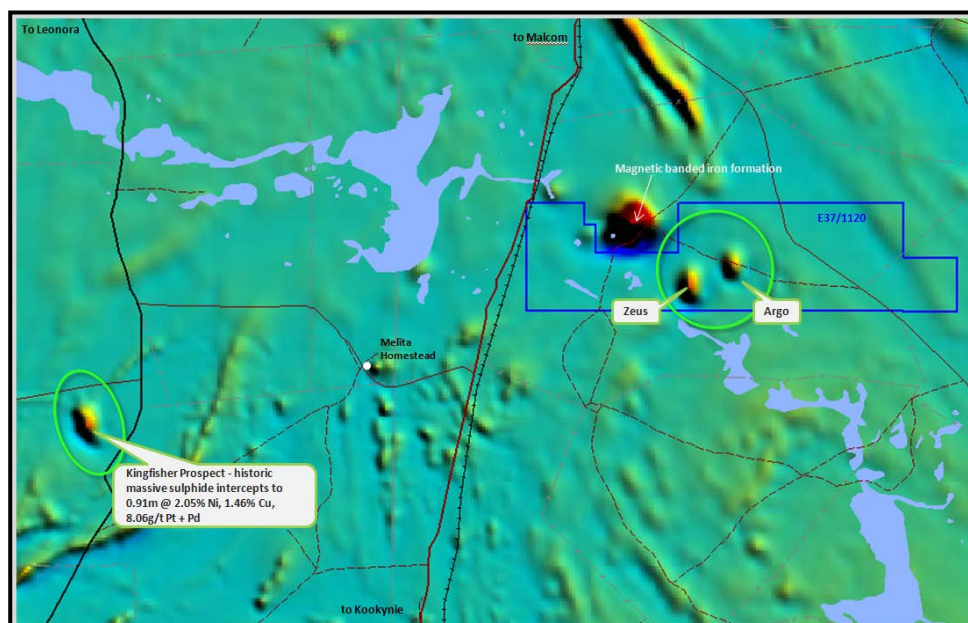 To Leonora
to Malcom
Magnetic banded iron formation
E37/1120
Zeus
Argo
Melita
Homestead
Kingfisher Prospect - historic
massive sulphide intercepts to
0.91m @ 2.05% Ni, 1.46% Cu,
8.06g/t Pt + Pd
to Kookynie